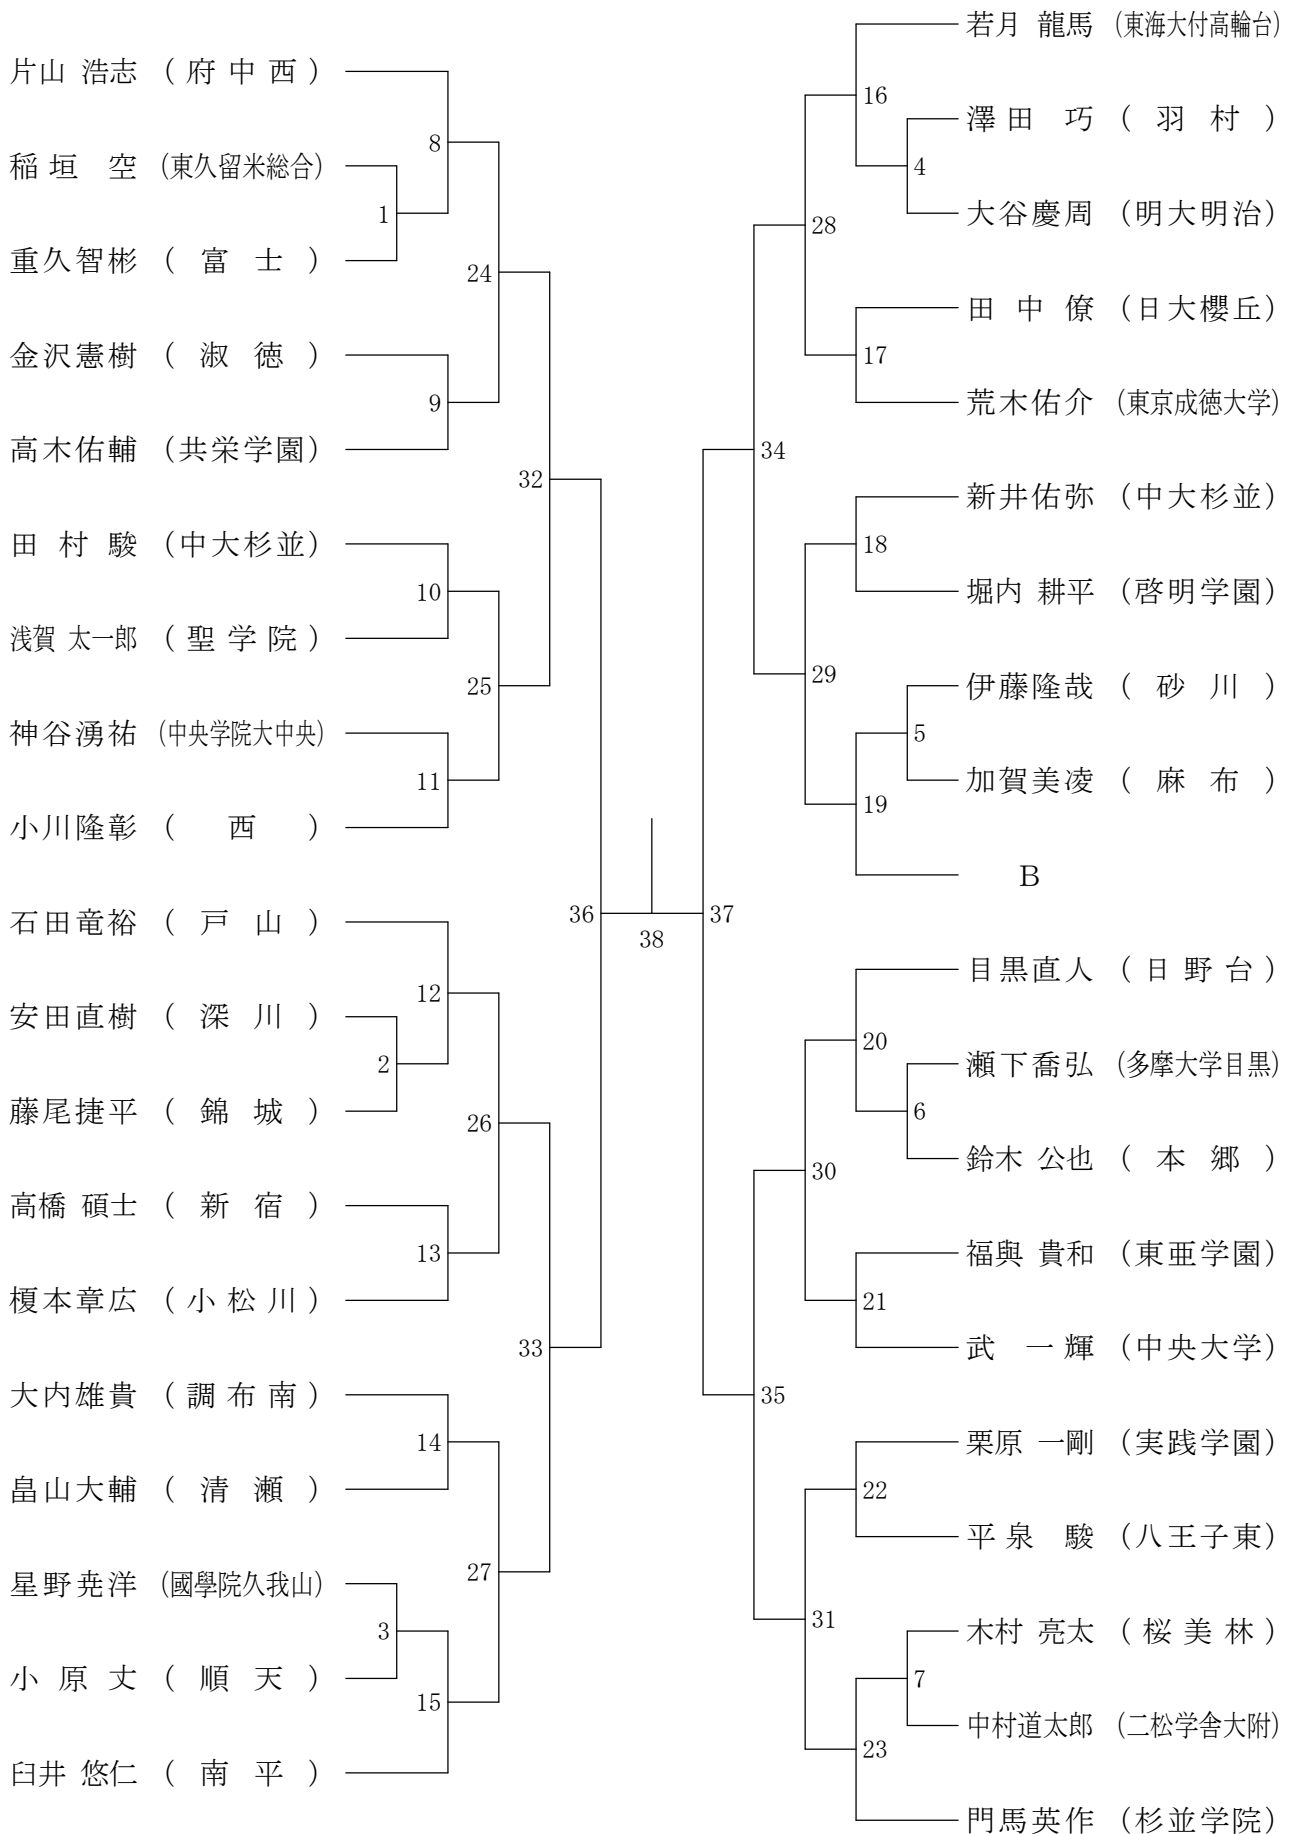 片山 浩志 (府中西)
稲垣 空 (東久留米総合)
重久智彬 (富士)
金沢憲樹 (淑徳)
高木佑輔 (共栄学園)
田村駿 (中大杉並)
浅賀 太一郎 (聖学院)
神谷湧祐 (中央学院大中央)
小川隆彰 (西)
石田竜裕 (戸山)
安田直樹 (深川)
藤尾捷平 (錦城)
高橋 碩士 (新宿)
榎本章広 (小松川)
大内雄貴 (調布南)
畠山大輔 (清瀬)
星野尭洋 (國學院久我山)
小原丈 (順天)
臼井 悠仁 (南平)
8
1
24
9
32
10
25
11
36
12
2
26
13
33
14
27
3
15
38
37
16
4
28
17
34
18
29
5
19
20
6
30
21
35
22
31
7
23
若月 龍馬 (東海大付高輪台)
澤田 巧 (羽村)
大谷慶周 (明大明治)
田中僚 (日大櫻丘)
荒木佑介 (東京成徳大学)
新井佑弥 (中大杉並)
堀内 耕平 (啓明学園)
伊藤隆哉 (砂川)
加賀美凌 (麻布)
B
目黒直人 (日野台)
瀬下喬弘 (多摩大学目黒)
鈴木 公也 (本郷)
福與 貴和 (東亜学園)
武 一輝 (中央大学)
栗原 一剛 (実践学園)
平泉 駿 (八王子東)
木村 亮太 (桜美林)
中村道太郎 (二松学舎大附)
門馬英作 (杉並学院)